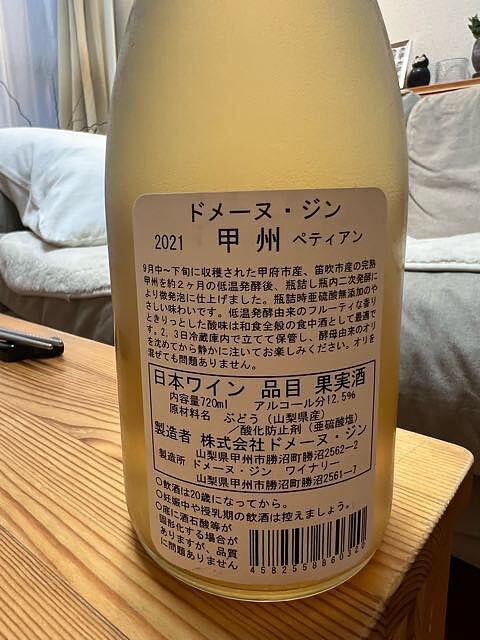 ドメーヌ・ジン
2021 甲州 ペティアン
9月中〜下旬に収穫された甲府市産、笛吹市産の完熟
甲州を約2ヶ月の低温発酵後、瓶詰し瓶内二次発酵に
より微発泡に仕上げました。瓶詰時亜硫酸無添加のや
さしい味わいです。低温発酵由来のフルーティな香り
ときりっとした酸味は和食全般の食中酒として最適で
す。2、3日冷蔵庫内で立てて保管し、酵母由来のオリ
を沈めてから静かに注いてお楽しみください。オリを
混ぜても問題ありません。
日本ワイン 品目 果実酒
内容量720ml アルコール分12.5%
原材料名 ぶどう(山梨県産)
/酸化防止剤(亜硫酸塩)
製造者 株式会社ドメーヌ・ジン
山梨県甲州市勝沼町勝沼2562-2
製造所 ドメーヌ・ジン ワイナリー
山梨県甲州市勝沼町勝沼2561-7
○飲酒は20歳になってから。
○妊娠中や授乳期の飲酒は控えましょう。
○底に酒石酸等が
固形化する場合が
ありますが、品質
に問題ありません